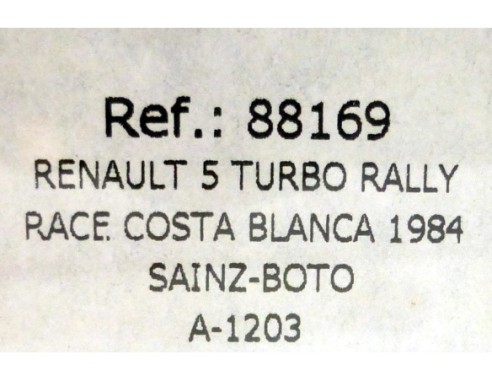 Ref.: 88169
RENAULT 5 TURBO RALLY
RACE COSTA BLANCA 1984
SAINZ-BOTO
A-1203